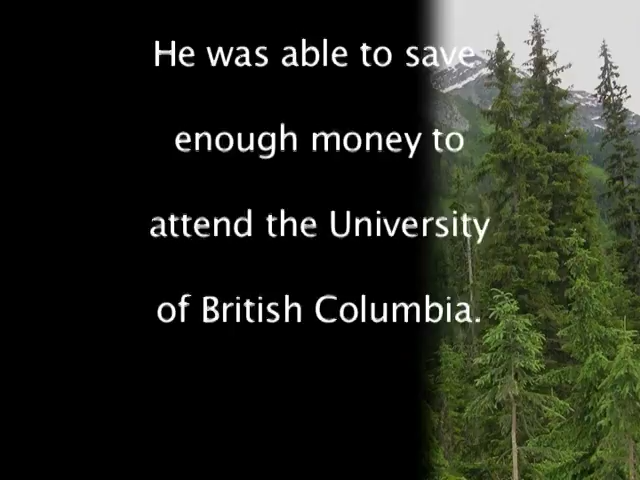 He was able to save
enough money to
attend the University
of British Columbia.